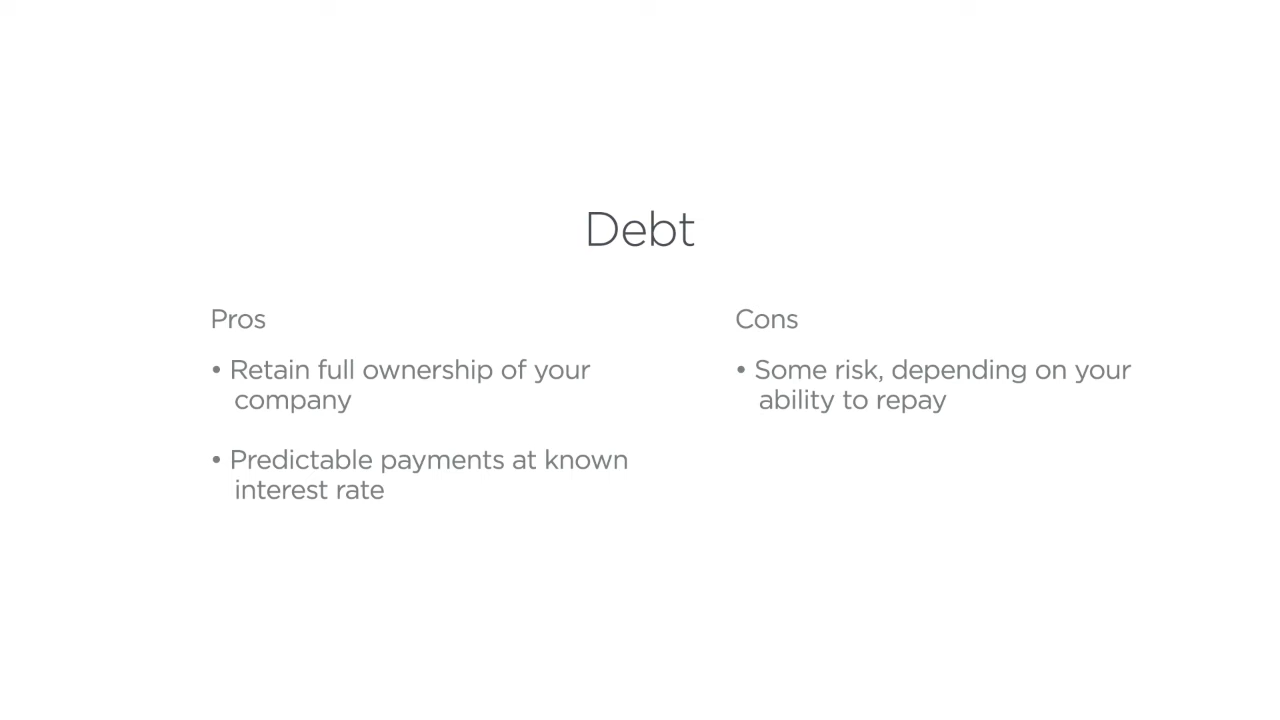 Debt
Pros
• Retain full ownership of your
company
• Predictable payments at known
interest rate
Cons
• Some risk, depending on your
ability to repay